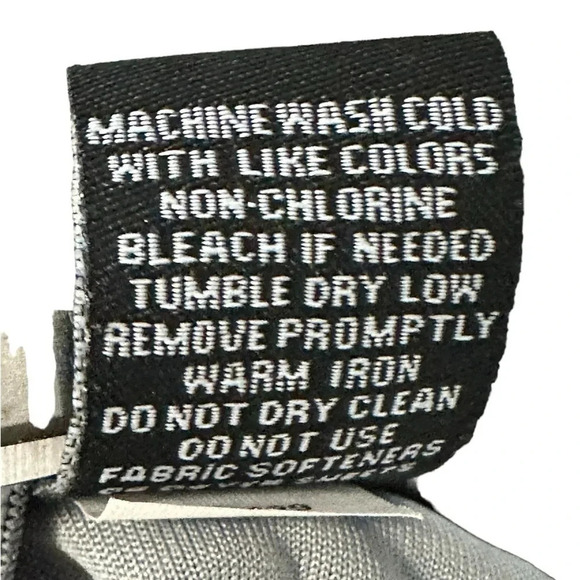 MACHINE WASH COLD
WITH LIKE COLORS
NON-CHLORINE
BLEACH IF NEEDED
TUMBLE DRY LOW
REMOVE PROMPTLY
WARM IRON
DO NOT DRY CLEAN
DO NOT USE
FABRIC SOFTENERS